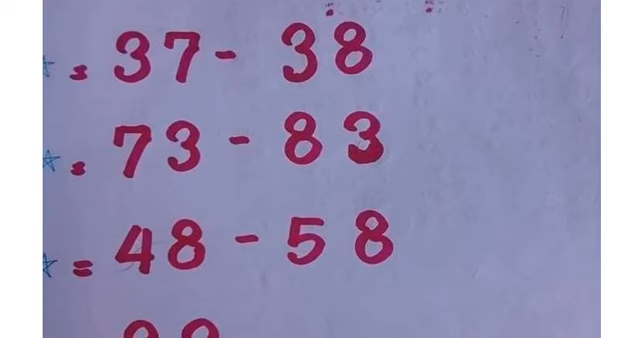 ☆ = 37 - 38
☆ = 73 - 83
☆ = 48 - 58